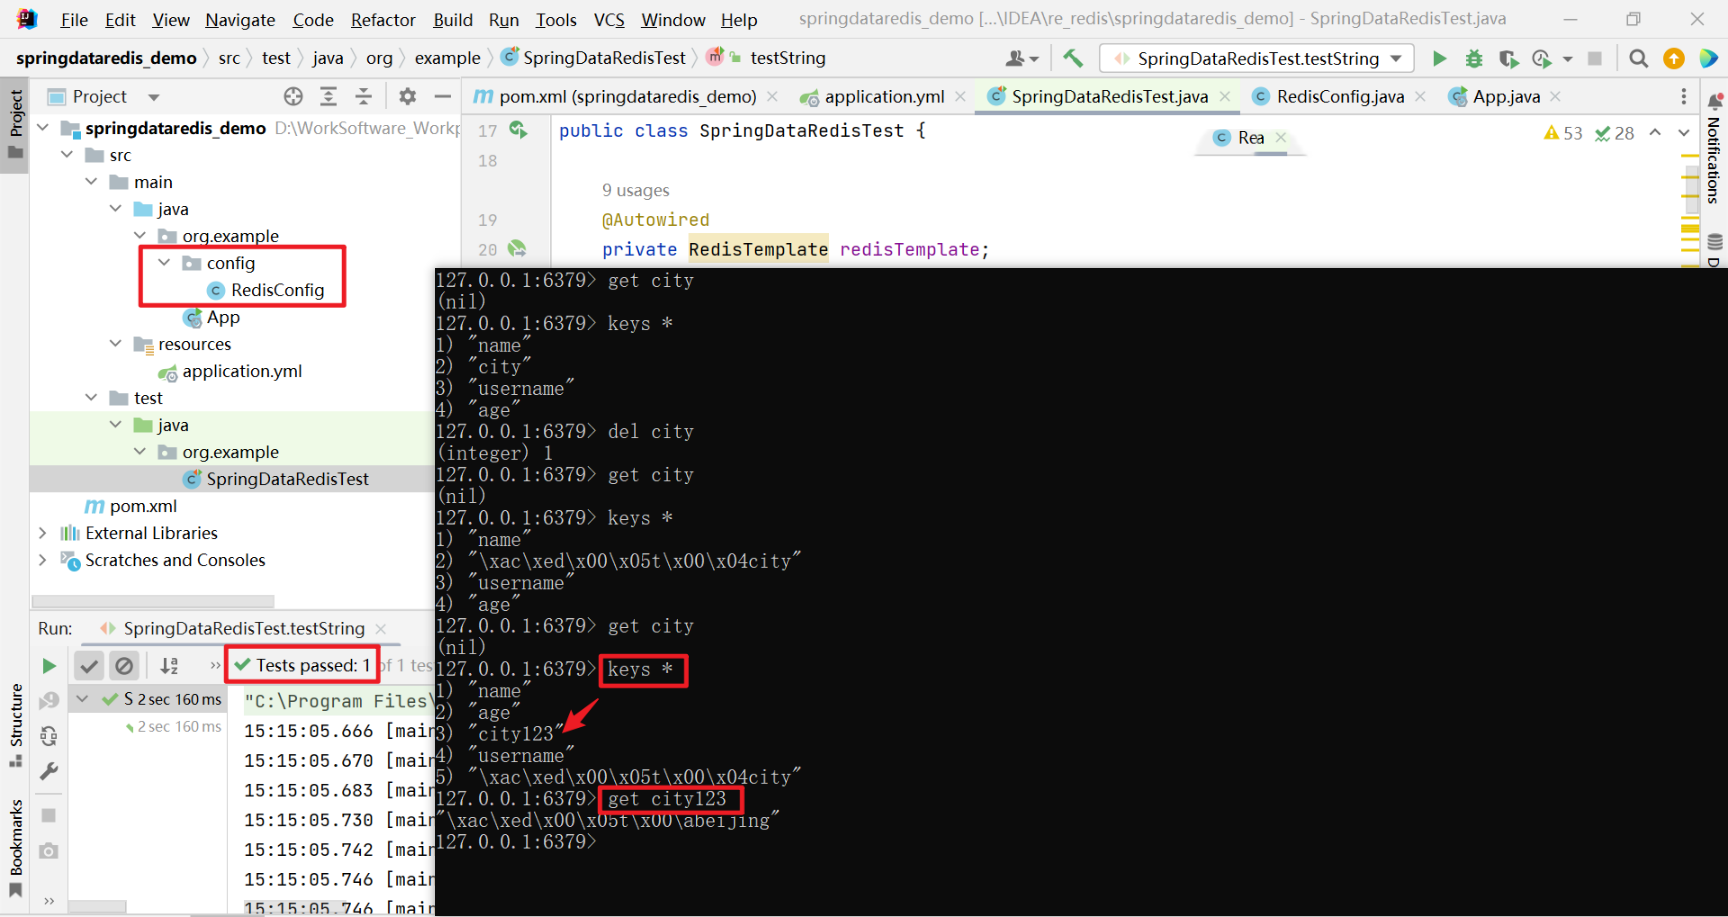 File Edit View Navigate Code Refactor Build Run Tools VCS Window Help springdataredis_demo [...\IDEA\re_redis\springdataredis_demo] - SpringDataRedisTest.java
springdataredis_demo src test java org example SpringDataRedisTest testString SpringDataRedisTest.testString
Project
Project
pom.xml (springdataredis_demo) application.yml SpringDataRedisTest.java RedisConfig.java App.java
springdataredis_demo D:\WorkSoftware_Workp
src
main
java
org.example
config
RedisConfig
App
resources
application.yml
test
java
org.example
SpringDataRedisTest
pom.xml
External Libraries
Scratches and Consoles
17 public class SpringDataRedisTest {
Rea
53 28
18
9 usages
19 @Autowired
20 private RedisTemplate redisTemplate;
Notifications
D
127.0.0.1:6379> get city
(nil)
127.0.0.1:6379> keys *
1) "name"
2) "city"
3) "username"
4) "age"
127.0.0.1:6379> del city
(integer) 1
127.0.0.1:6379> get city
(nil)
127.0.0.1:6379> keys *
1) "name"
2) "\xac\xed\x00\x05t\x00\x04city"
3) "username"
4) "age"
127.0.0.1:6379> get city
(nil)
127.0.0.1:6379> keys *
1) "name"
2) "age"
3) "city123"
4) "username"
5) "\xac\xed\x00\x05t\x00\x04city"
127.0.0.1:6379> get city123
"\xac\xed\x00\x05t\x00\abeijing"
127.0.0.1:6379>
Run: SpringDataRedisTest.testString
Tests passed: 1 of 1 tes
S 2 sec 160 ms
2 sec 160 ms
"C:\Program Files\
15:15:05.666 [main
15:15:05.670 [main
15:15:05.683 [main
15:15:05.730 [main
15:15:05.742 [main
15:15:05.746 [main
15:15:05.746 [main
Structure
Bookmarks